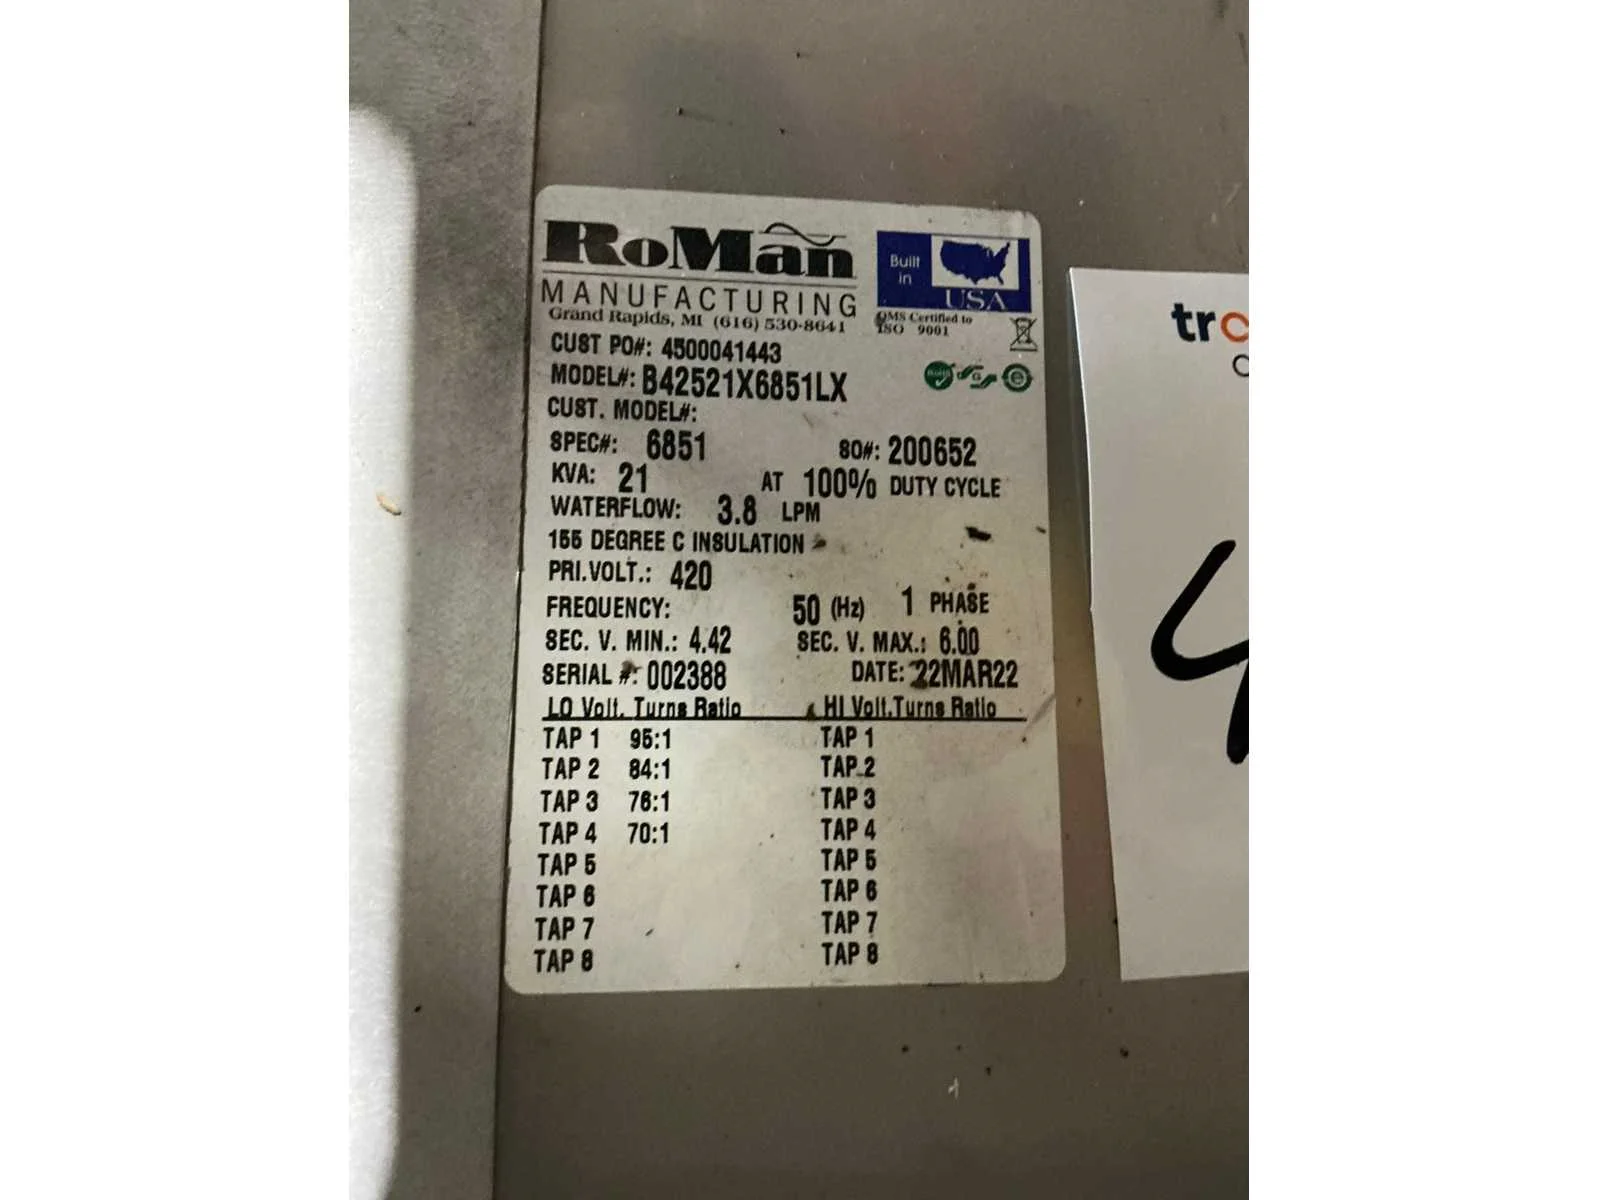 RoMan
MANUFACTURING
Grand Rapids, MI (616) 530-8641
Built
in
USA
QMS Certified to
ISO 9001
CUST PO#: 4500041443
MODEL#: B42521X6851LX
RoHS
G
e
CUST. MODEL#:
SPEC#: 6851 SO#: 200652
KVA: 21 AT 100% DUTY CYCLE
WATERFLOW: 3.8 LPM
155 DEGREE C INSULATION
PRI.VOLT.: 420
FREQUENCY: 50 (Hz) 1 PHASE
SEC. V. MIN.: 4.42 SEC. V. MAX.: 6.00
SERIAL #: 002388 DATE: 22MAR22
LO Volt. Turns Ratio HI Volt.Turns Ratio
TAP 1 95:1 TAP 1
TAP 2 84:1 TAP 2
TAP 3 76:1 TAP 3
TAP 4 70:1 TAP 4
TAP 5 TAP 5
TAP 6 TAP 6
TAP 7 TAP 7
TAP 8 TAP 8